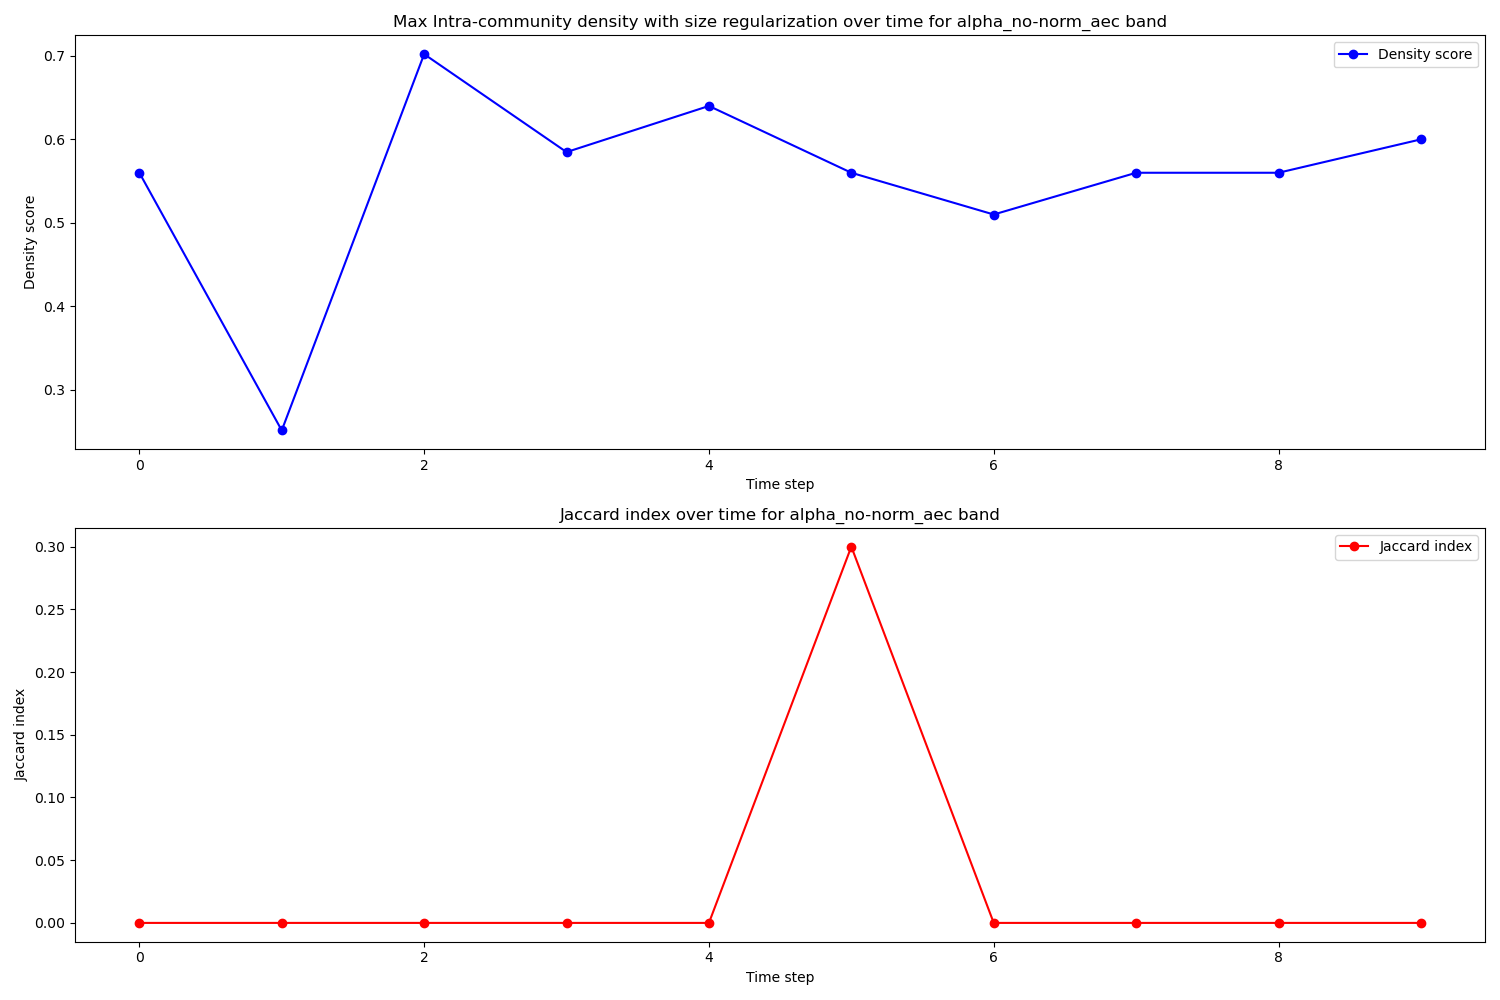 Max Intra-community density with size regularization over time for alpha_no-norm_aec band
Density score
0.7
0.6
0.5
0.4
0.3
Density score
0
2
4
6
8
Time step
Jaccard index over time for alpha_no-norm_aec band
Jaccard index
0.30
0.25
0.20
0.15
0.10
0.05
0.00
Jaccard index
0
2
4
6
8
Time step